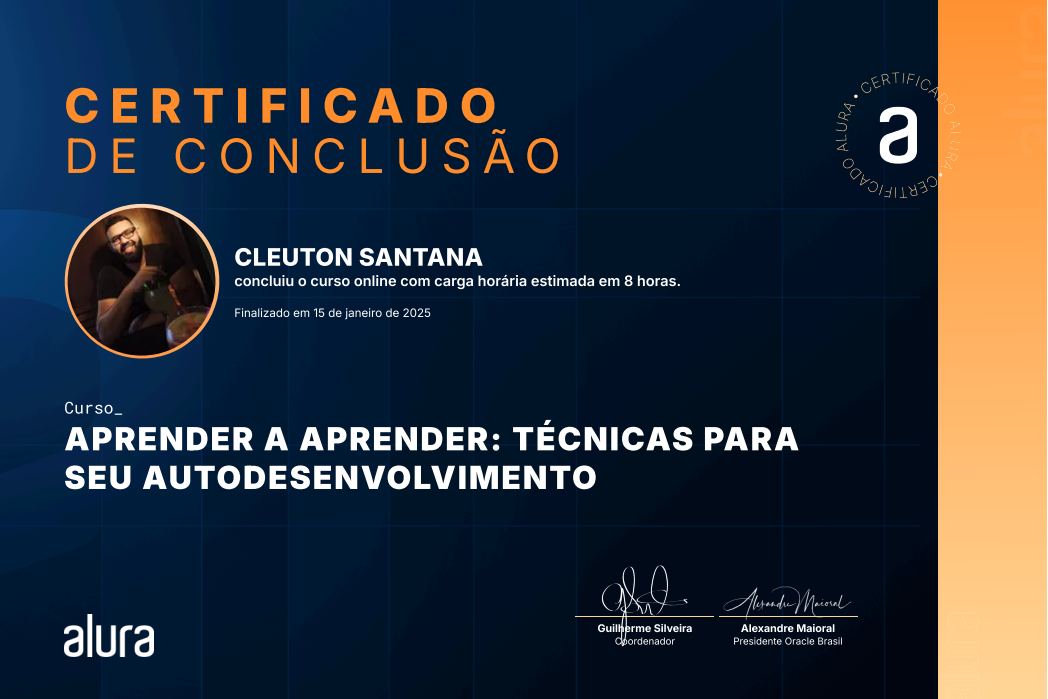 CERTIFICADO
DE CONCLUSÃO
CERTIFICADO ALURA • CERTIFICADO ALURA •
a
CLEUTON SANTANA
concluiu o curso online com carga horária estimada em 8 horas.
Finalizado em 15 de janeiro de 2025
Curso_
APRENDER A APRENDER: TÉCNICAS PARA
SEU AUTODESENVOLVIMENTO
alura
Alexandre Maioral
Guilherme Silveira
Coordenador
Alexandre Maioral
Presidente Oracle Brasil